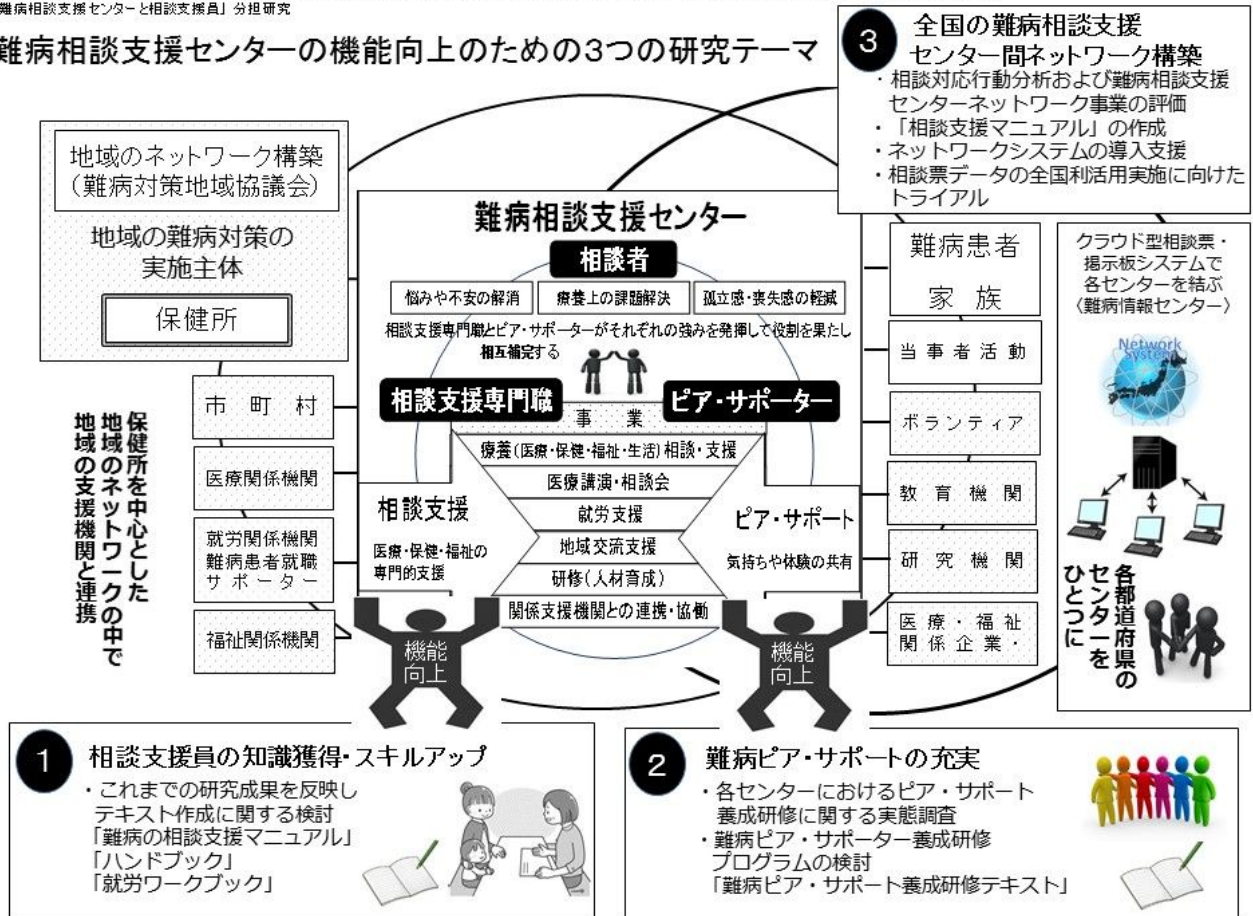 難病相談支援センターと相談支援員」分担研究
難病相談支援センターの機能向上のための3つの研究テーマ
3
全国の難病相談支援
センター間ネットワーク構築
・相談対応行動分析および難病相談支援
センターネットワーク事業の評価
・「相談支援マニュアル」の作成
・ネットワークシステムの導入支援
・相談票データの全国利活用実施に向けた
トライアル
地域のネットワーク構築
(難病対策地域協議会)
地域の難病対策の
実施主体
保健所
市町村
医療関係機関
就労関係機関
難病患者就職
サポーター
福祉関係機関
保健所を中心とした
地域のネットワークの中で
地域の支援機関と連携
難病相談支援センター
相談者
悩みや不安の解消
療養上の課題解決
孤立感・喪失感の軽減
相談支援専門職とピア・サポーターがそれぞれの強みを発揮して役割を果たし
相互補完する
相談支援専門職
ピア・サポーター
事業
療養(医療・保健・福祉・生活)相談・支援
医療講演・相談会
就労支援
地域交流支援
研修(人材育成)
関係支援機関との連携・協働
相談支援
医療・保健・福祉の
専門的支援
ピア・サポート
気持ちや体験の共有
機能
向上
機能
向上
難病患者
家族
当事者活動
ボランティア
教育機関
研究機関
医療・福祉
関係企業・
クラウド型相談票・
掲示板システムで
各センターを結ぶ
〈難病情報センター〉
Network
System
各都道府県の
センターを
ひとつに
1
相談支援員の知識獲得・スキルアップ
・これまでの研究成果を反映し
テキスト作成に関する検討
「難病の相談支援マニュアル」
「ハンドブック」
「就労ワークブック」
2
難病ピア・サポートの充実
・各センターにおけるピア・サポート
養成研修に関する実態調査
・難病ピア・サポーター養成研修
プログラムの検討
「難病ピア・サポート養成研修テキスト」